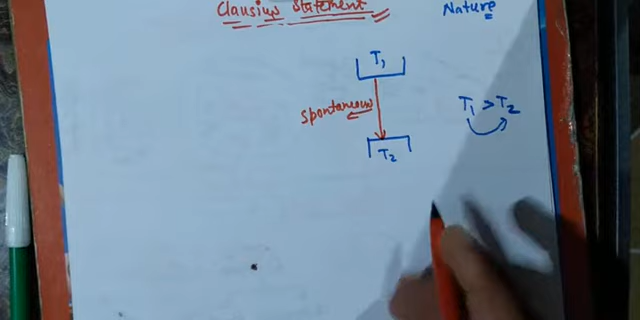 Clausius Statement
Nature
T₁
spontaneous
T₁ > T₂
T₂